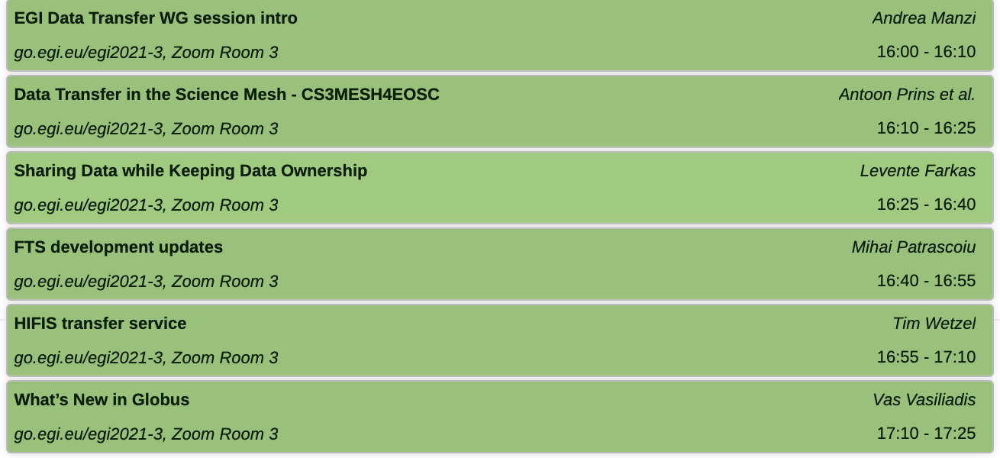 EGI Data Transfer WG session intro Andrea Manzi
go.egi.eu/egi2021-3, Zoom Room 3 16:00 - 16:10
Data Transfer in the Science Mesh - CS3MESH4EOSC Antoon Prins et al.
go.egi.eu/egi2021-3, Zoom Room 3 16:10 - 16:25
Sharing Data while Keeping Data Ownership Levente Farkas
go.egi.eu/egi2021-3, Zoom Room 3 16:25 - 16:40
FTS development updates Mihai Patrascoiu
go.egi.eu/egi2021-3, Zoom Room 3 16:40 - 16:55
HIFIS transfer service Tim Wetzel
go.egi.eu/egi2021-3, Zoom Room 3 16:55 - 17:10
What’s New in Globus Vas Vasiliadis
go.egi.eu/egi2021-3, Zoom Room 3 17:10 - 17:25